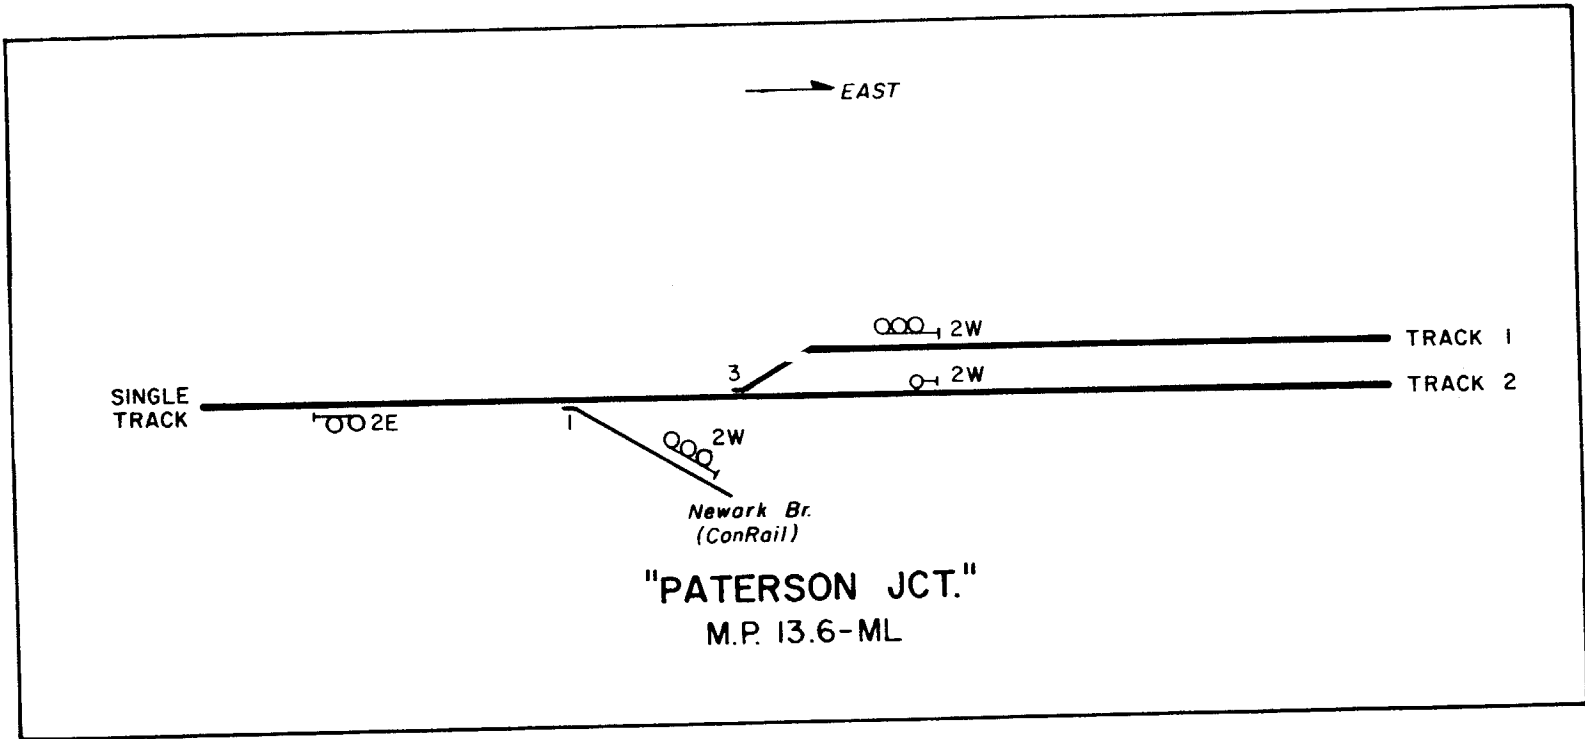 EAST
2W
TRACK 1
3
2W
TRACK 2
SINGLE
TRACK
2E
1
2W
Newark Br.
(ConRail)
"PATERSON JCT."
M.P. 13.6-ML